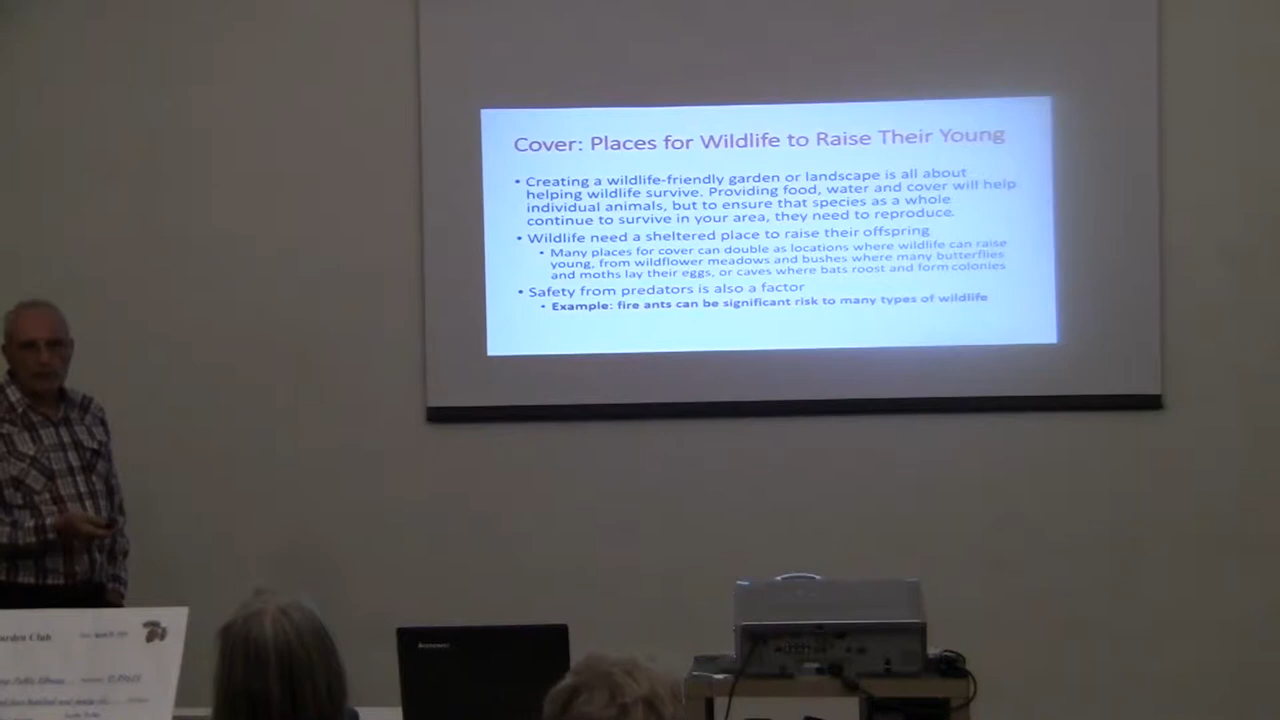 Cover: Places for Wildlife to Raise Their Young
• Creating a wildlife-friendly garden or landscape is all about
helping wildlife survive. Providing food, water and cover will help
individual animals, but to ensure that species as a whole
continue to survive in your area, they need to reproduce.
• Wildlife need a sheltered place to raise their offspring
• Many places for cover can double as locations where wildlife can raise
young, from wildflower meadows and bushes where many butterflies
and moths lay their eggs, or caves where bats roost and form colonies
• Safety from predators is also a factor
• Example: fire ants can be significant risk to many types of wildlife
Club
lenovo